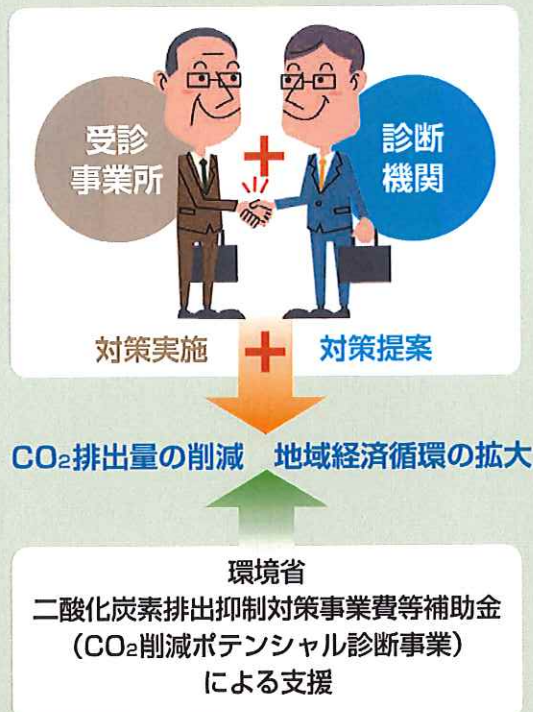 受診
事業所
+
診断
機関
対策実施 + 対策提案
CO₂排出量の削減 地域経済循環の拡大
環境省
二酸化炭素排出抑制対策事業費等補助金
(CO₂削減ポテンシャル診断事業)
による支援